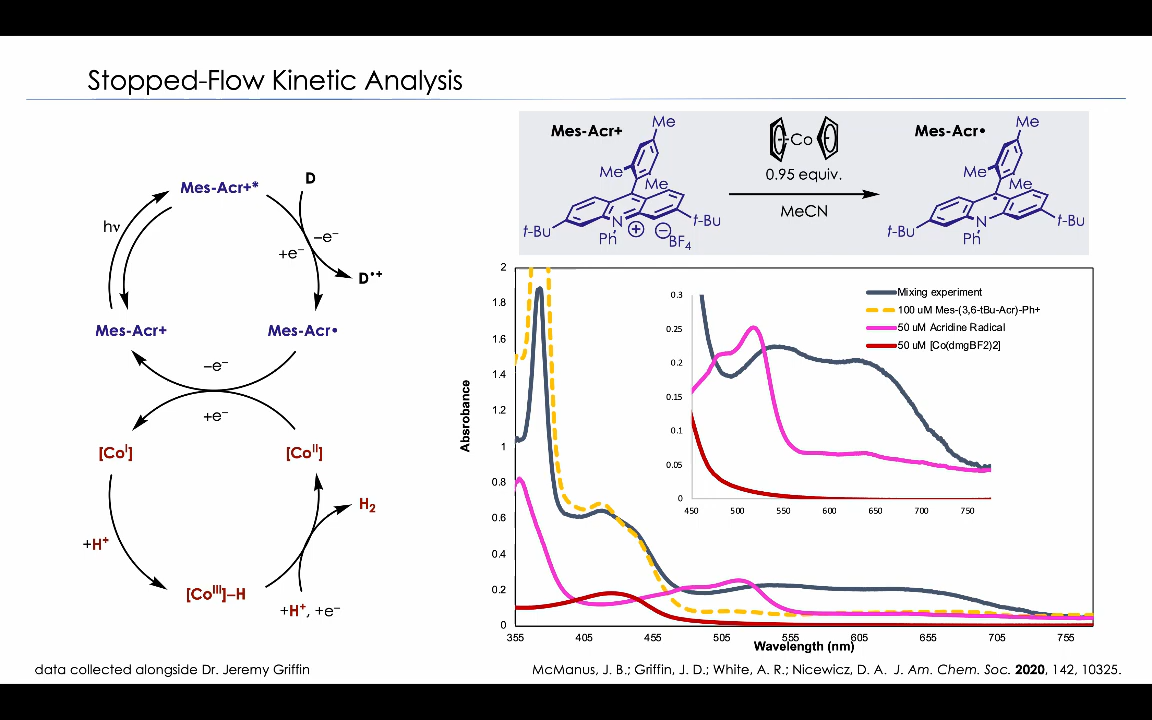 Stopped-Flow Kinetic Analysis
Mes-Acr+*
D
hν
–e⁻
+e⁻
D•+
Mes-Acr+
Mes-Acr•
–e⁻
+e⁻
[Coᴵ]
[Coᴵᴵ]
H₂
+H⁺
[Coᴵᴵᴵ]–H
+H⁺, +e⁻
data collected alongside Dr. Jeremy Griffin
Mes-Acr+
Me
Me
Me
N
t-Bu
t-Bu
Ph
+
–
BF₄
Co
0.95 equiv.
MeCN
Mes-Acr•
Me
Me
Me
N
t-Bu
t-Bu
Ph
Absrobance
2
1.8
1.6
1.4
1.2
1
0.8
0.6
0.4
0.2
0
355 405 455 505 555 605 655 705 755
Wavelength (nm)
0.3
0.25
0.2
0.15
0.1
0.05
0
450 500 550 600 650 700 750
Mixing experiment
100 uM Mes-(3,6-tBu-Acr)-Ph+
50 uM Acridine Radical
50 uM [Co(dmgBF2)2]
McManus, J. B.; Griffin, J. D.; White, A. R.; Nicewicz, D. A. J. Am. Chem. Soc. 2020, 142, 10325.